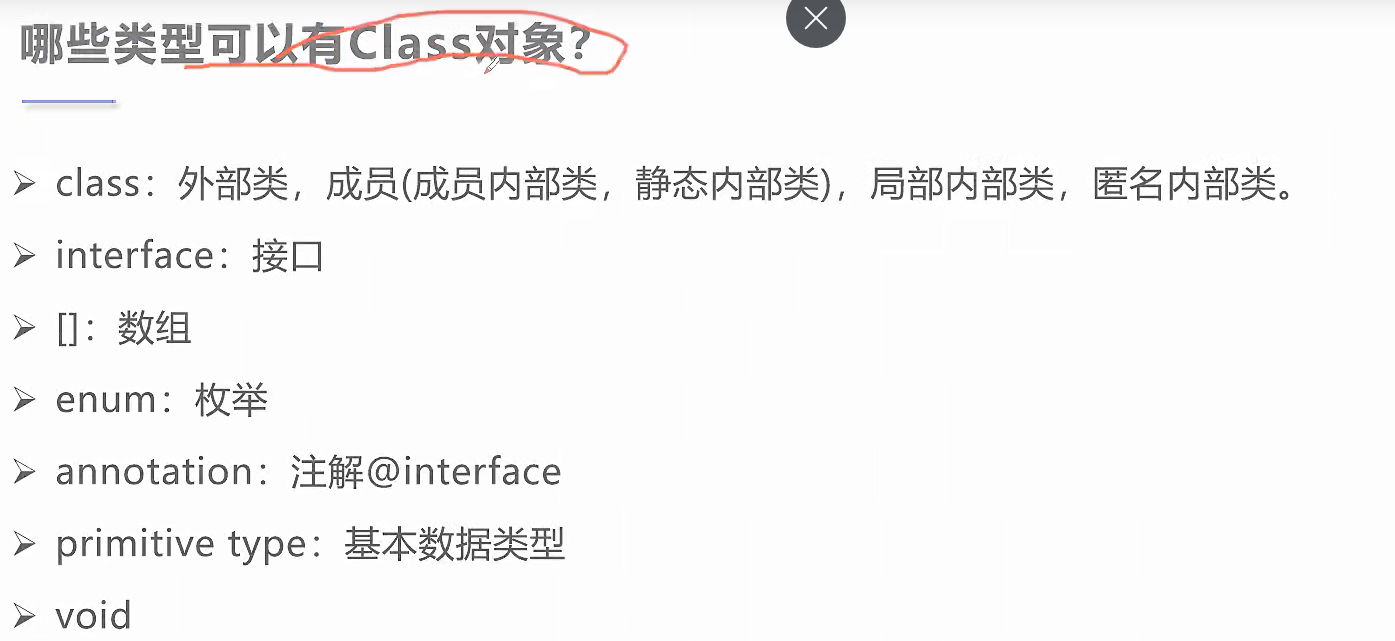 哪些类型可以有Class对象?
➢ class：外部类，成员(成员内部类，静态内部类)，局部内部类，匿名内部类。
➢ interface：接口
➢ []：数组
➢ enum：枚举
➢ annotation：注解@interface
➢ primitive type：基本数据类型
➢ void